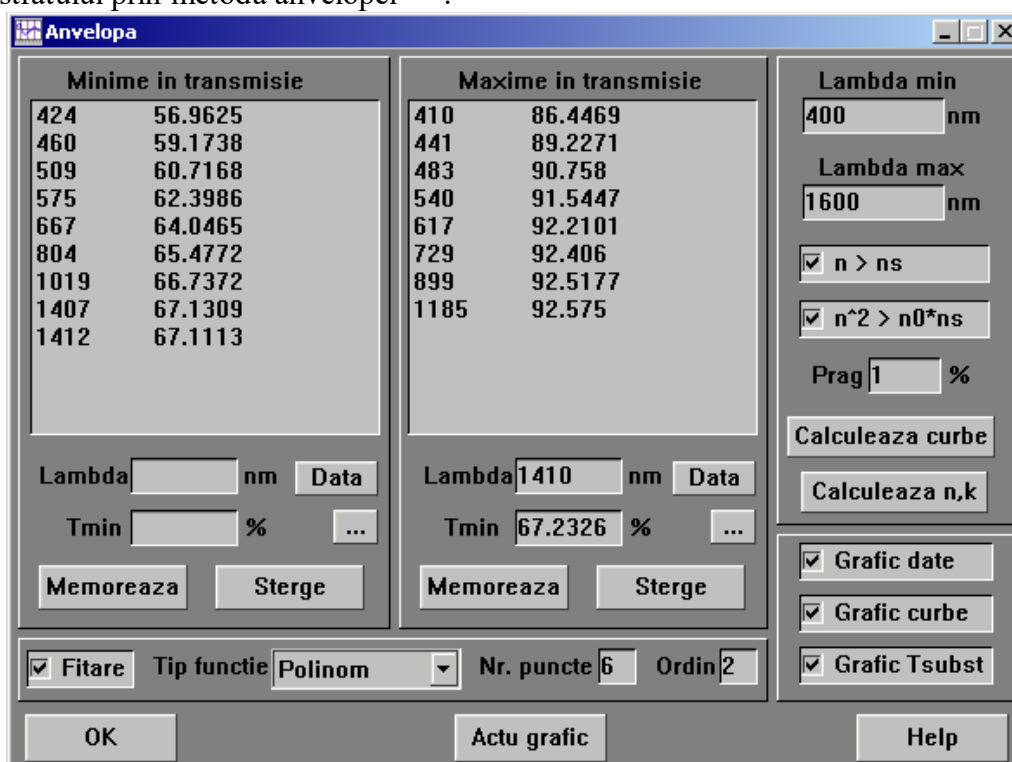 stratului prin metoda anvelopei
Anvelopa
Minime in transmisie
424 56.9625
460 59.1738
509 60.7168
575 62.3986
667 64.0465
804 65.4772
1019 66.7372
1407 67.1309
1412 67.1113
Lambda nm Data
Tmin % ...
Memoreaza Sterge
Maxime in transmisie
410 86.4469
441 89.2271
483 90.758
540 91.5447
617 92.2101
729 92.406
899 92.5177
1185 92.575
Lambda 1410 nm Data
Tmin 67.2326 % ...
Memoreaza Sterge
Lambda min
400 nm
Lambda max
1600 nm
n > ns
n^2 > n0*ns
Prag 1 %
Calculeaza curbe
Calculeaza n,k
Grafic date
Grafic curbe
Grafic Tsubst
Fitare Tip functie Polinom Nr. puncte 6 Ordin 2
OK Actu grafic Help